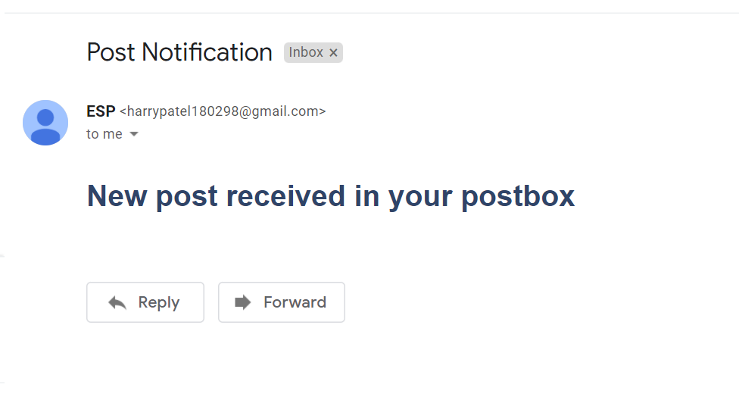 Post Notification Inbox ×
ESP <harrypatel180298@gmail.com>
to me
New post received in your postbox
Reply Forward